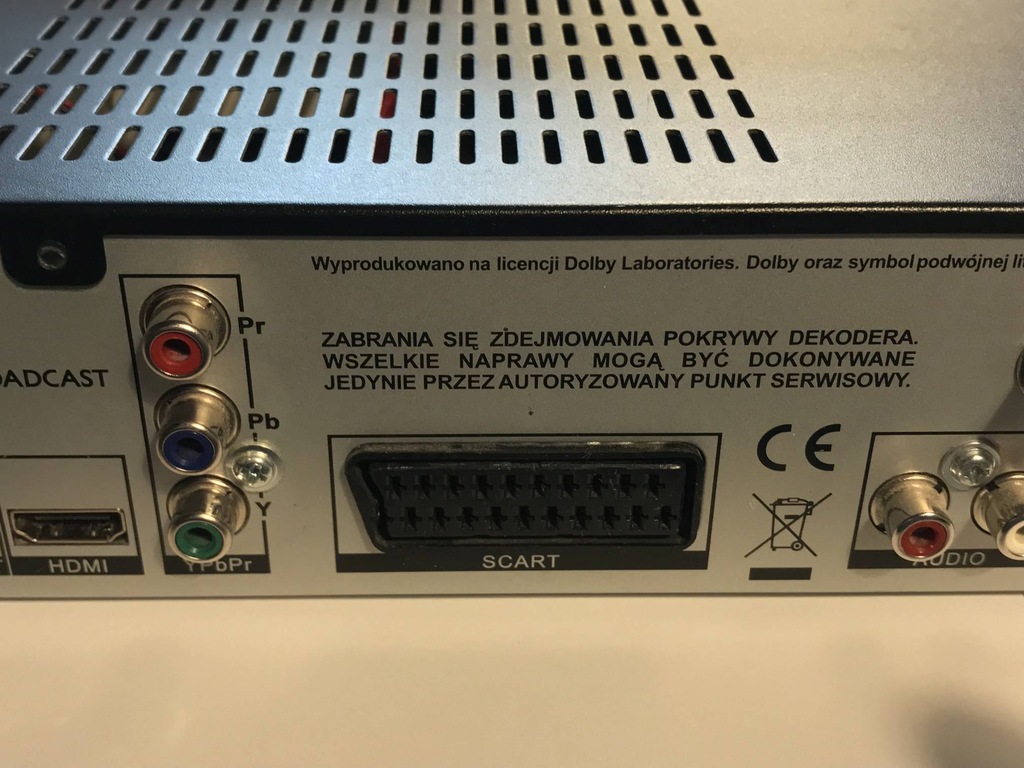 Wyprodukowano na licencji Dolby Laboratories. Dolby oraz symbol podwójnej
Pr
ZABRANIA SIĘ ZDEJMOWANIA POKRYWY DEKODERA.
WSZELKIE NAPRAWY MOGĄ BYĆ DOKONYWANE
JEDYNIE PRZEZ AUTORYZOWANY PUNKT SERWISOWY.
Pb
CE
Y
HDMI
YPbPr
SCART
AUDIO